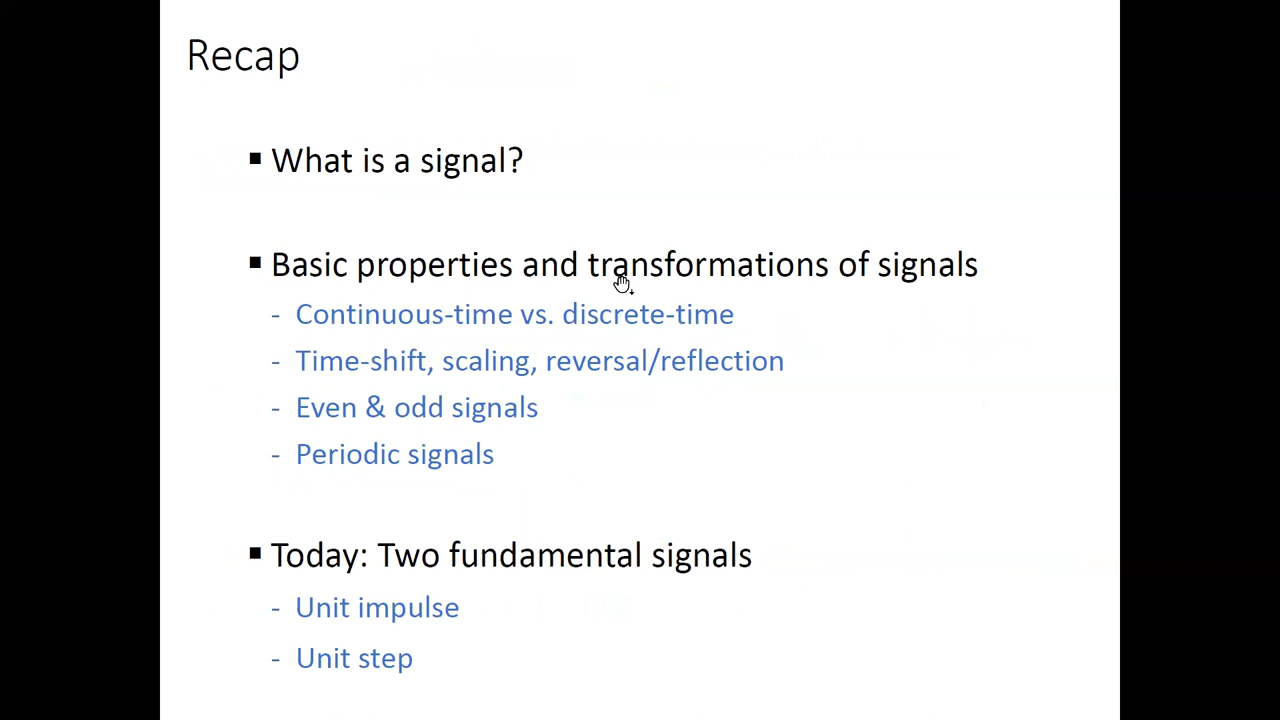 Recap
▪ What is a signal?
▪ Basic properties and transformations of signals
- Continuous-time vs. discrete-time
- Time-shift, scaling, reversal/reflection
- Even & odd signals
- Periodic signals
▪ Today: Two fundamental signals
- Unit impulse
- Unit step